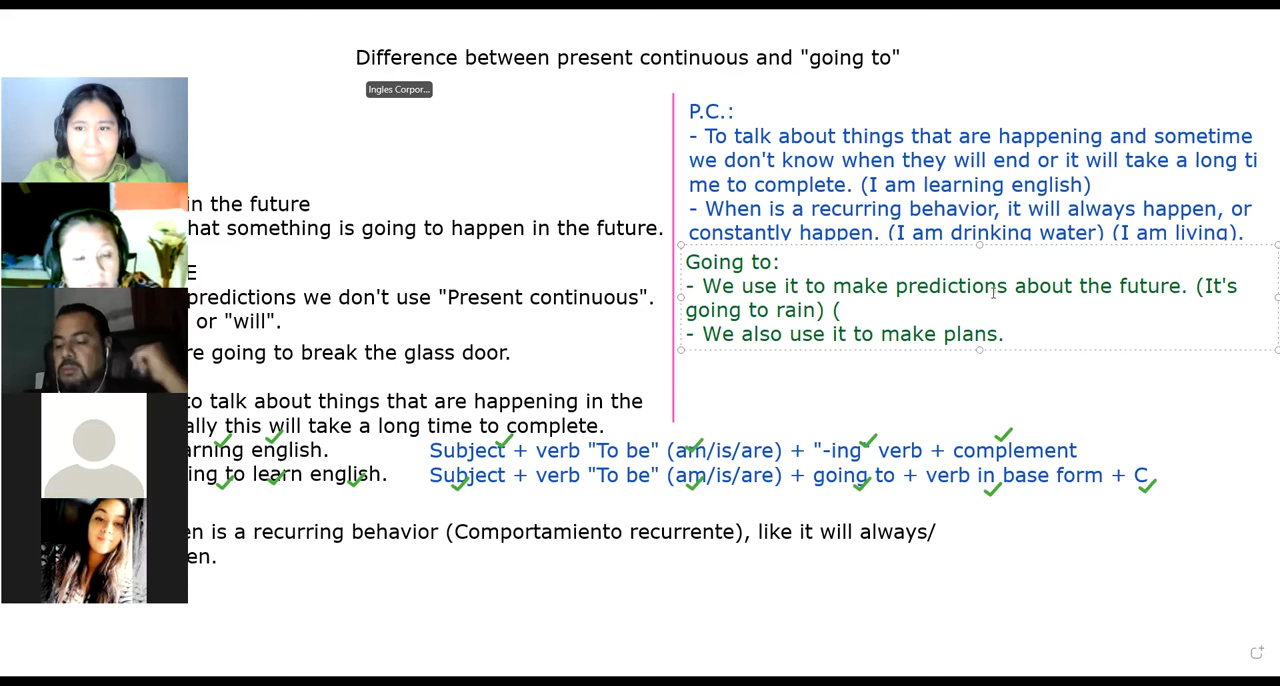 Difference between present continuous and "going to"
Ingles Corpor...
in the future
hat something is going to happen in the future.
E
predictions we don't use "Present continuous".
or "will".
re going to break the glass door.
to talk about things that are happening in the
ally this will take a long time to complete.
arning english.
ing to learn english.
P.C.:
- To talk about things that are happening and sometime
we don't know when they will end or it will take a long ti
me to complete. (I am learning english)
- When is a recurring behavior, it will always happen, or
constantly happen. (I am drinking water) (I am living).
Going to:
- We use it to make predictions about the future. (It's
going to rain) (
- We also use it to make plans.
Subject + verb "To be" (am/is/are) + "-ing" verb + complement
Subject + verb "To be" (am/is/are) + going to + verb in base form + C
en is a recurring behavior (Comportamiento recurrente), like it will always/
en.